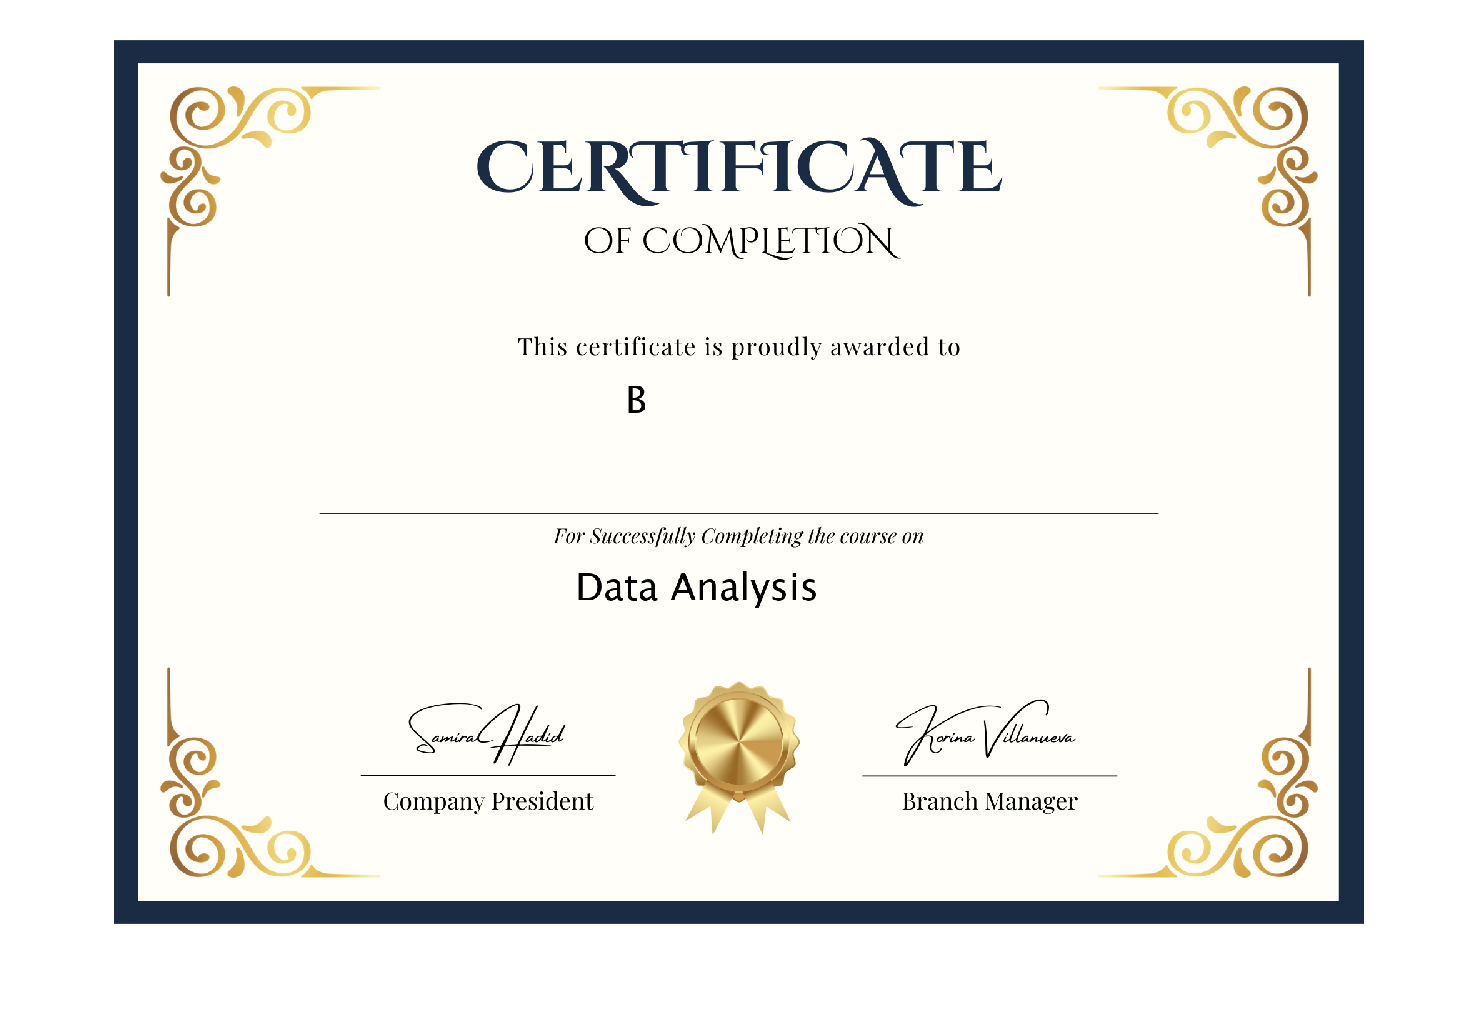 CERTIFICATE
OF COMPLETION
This certificate is proudly awarded to
B
For Successfully Completing the course on
Data Analysis
Samira Hadid
Korina Villanueva
Company President
Branch Manager